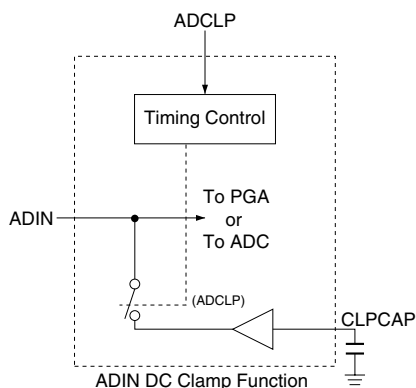 ADCLP
Timing Control
To PGA
or
To ADC
ADIN
(ADCLP)
CLPCAP
ADIN DC Clamp Function